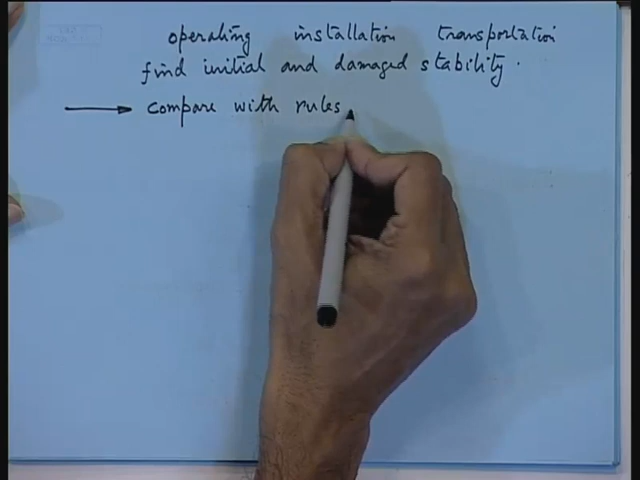 operating installation transportation
find initial and damaged stability.
→ compare with rules